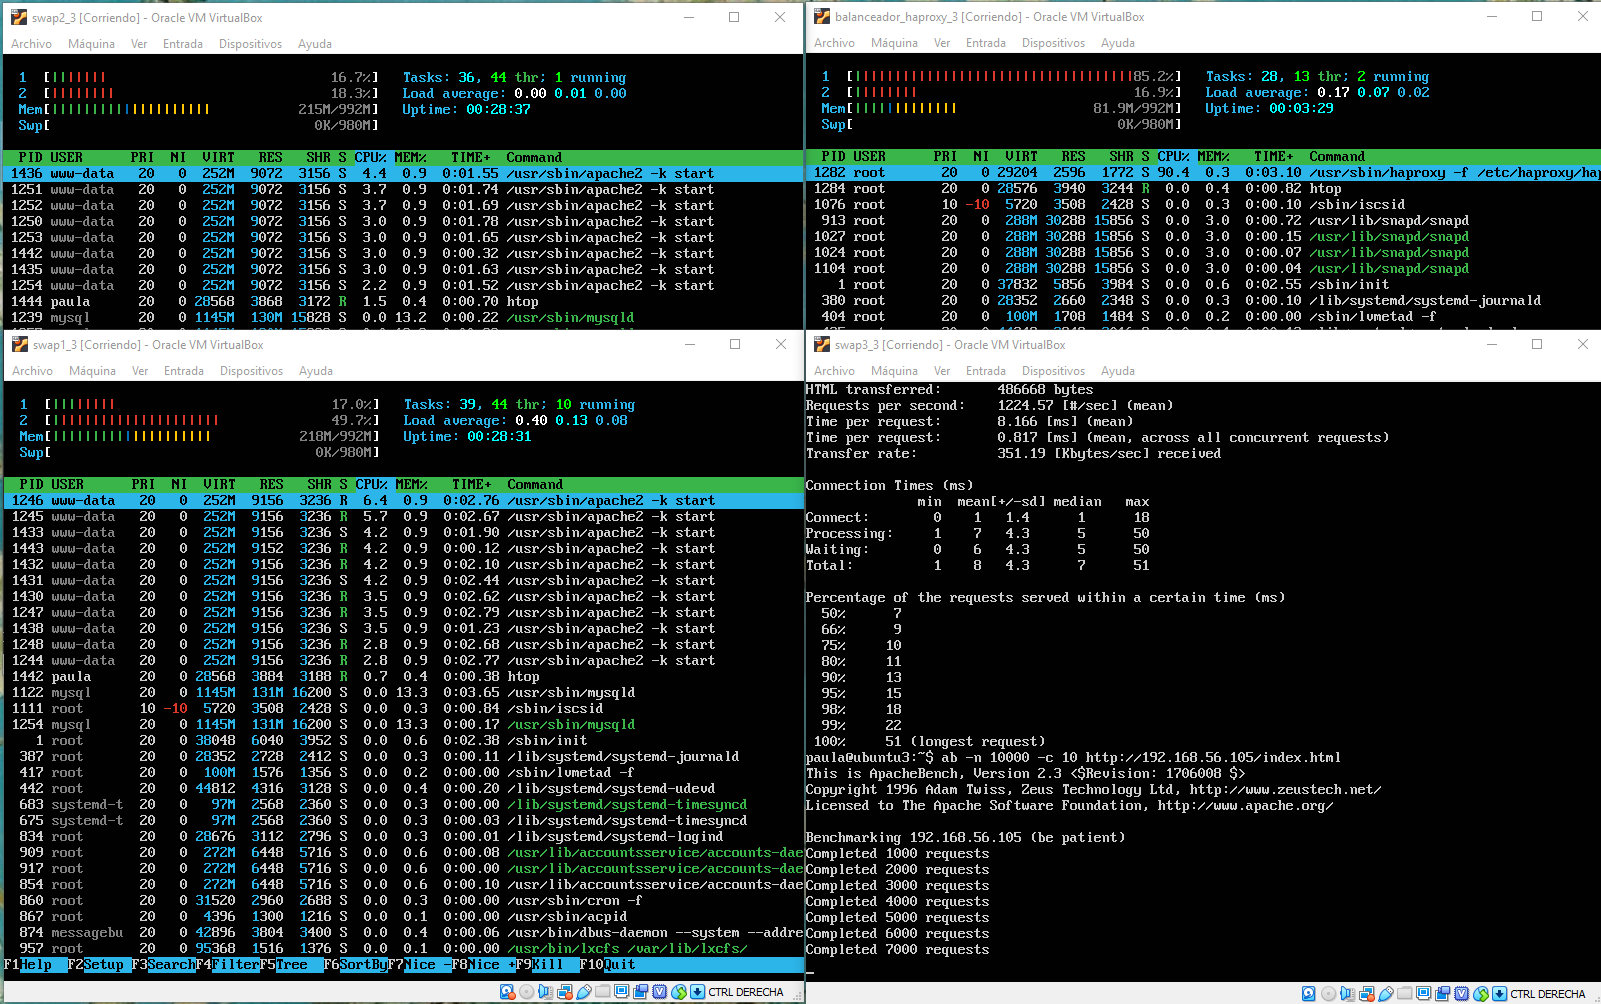 swap2_3 [Corriendo] - Oracle VM VirtualBox
Archivo Máquina Ver Entrada Dispositivos Ayuda
1 [||||||| 16.7%] Tasks: 36, 44 thr; 1 running
2 [|||||||| 18.3%] Load average: 0.00 0.01 0.00
Mem[|||||||||||||||||||| 215M/992M] Uptime: 00:28:37
Swp[ 0K/980M]
PID USER PRI NI VIRT RES SHR S CPU% MEM% TIME+ Command
1436 www-data 20 0 252M 9072 3156 S 4.4 0.9 0:01.55 /usr/sbin/apache2 -k start
1251 www-data 20 0 252M 9072 3156 S 3.7 0.9 0:01.74 /usr/sbin/apache2 -k start
1252 www-data 20 0 252M 9072 3156 S 3.7 0.9 0:01.69 /usr/sbin/apache2 -k start
1250 www-data 20 0 252M 9072 3156 S 3.0 0.9 0:01.78 /usr/sbin/apache2 -k start
1253 www-data 20 0 252M 9072 3156 S 3.0 0.9 0:01.65 /usr/sbin/apache2 -k start
1442 www-data 20 0 252M 9072 3156 S 3.0 0.9 0:00.32 /usr/sbin/apache2 -k start
1435 www-data 20 0 252M 9072 3156 S 3.0 0.9 0:01.63 /usr/sbin/apache2 -k start
1254 www-data 20 0 252M 9072 3156 S 2.2 0.9 0:01.52 /usr/sbin/apache2 -k start
1444 paula 20 0 28568 3868 3172 R 1.5 0.4 0:00.70 htop
1239 mysql 20 0 1145M 130M 15828 S 0.0 13.2 0:00.22 /usr/sbin/mysqld
balanceador_haproxy_3 [Corriendo] - Oracle VM VirtualBox
Archivo Máquina Ver Entrada Dispositivos Ayuda
1 [|||||||||||||||||||||||||||||||||||85.2%] Tasks: 28, 13 thr; 2 running
2 [|||||||| 16.9%] Load average: 0.17 0.07 0.02
Mem[||||||||||||| 81.9M/992M] Uptime: 00:03:29
Swp[ 0K/980M]
PID USER PRI NI VIRT RES SHR S CPU% MEM% TIME+ Command
1282 root 20 0 29204 2596 1772 S 90.4 0.3 0:03.10 /usr/sbin/haproxy -f /etc/haproxy/hap
1284 root 20 0 28576 3940 3244 R 0.0 0.4 0:00.82 htop
1076 root 10 -10 5720 3508 2428 S 0.0 0.3 0:00.10 /sbin/iscsid
913 root 20 0 288M 30288 15856 S 0.0 3.0 0:00.72 /usr/lib/snapd/snapd
1027 root 20 0 288M 30288 15856 S 0.0 3.0 0:00.15 /usr/lib/snapd/snapd
1024 root 20 0 288M 30288 15856 S 0.0 3.0 0:00.07 /usr/lib/snapd/snapd
1104 root 20 0 288M 30288 15856 S 0.0 3.0 0:00.04 /usr/lib/snapd/snapd
1 root 20 0 37832 5856 3984 S 0.0 0.6 0:02.55 /sbin/init
380 root 20 0 28352 2660 2348 S 0.0 0.3 0:00.10 /lib/systemd/systemd-journald
404 root 20 0 100M 1708 1484 S 0.0 0.2 0:00.00 /sbin/lvmetad -f
swap1_3 [Corriendo] - Oracle VM VirtualBox
Archivo Máquina Ver Entrada Dispositivos Ayuda
1 [|||||||| 17.0%] Tasks: 39, 44 thr; 10 running
2 [||||||||||||||||||||| 49.7%] Load average: 0.40 0.13 0.08
Mem[|||||||||||||||||||| 218M/992M] Uptime: 00:28:31
Swp[ 0K/980M]
PID USER PRI NI VIRT RES SHR S CPU% MEM% TIME+ Command
1246 www-data 20 0 252M 9156 3236 R 6.4 0.9 0:02.76 /usr/sbin/apache2 -k start
1245 www-data 20 0 252M 9156 3236 R 5.7 0.9 0:02.67 /usr/sbin/apache2 -k start
1433 www-data 20 0 252M 9156 3236 S 4.2 0.9 0:01.90 /usr/sbin/apache2 -k start
1443 www-data 20 0 252M 9152 3236 R 4.2 0.9 0:00.12 /usr/sbin/apache2 -k start
1432 www-data 20 0 252M 9156 3236 R 4.2 0.9 0:02.10 /usr/sbin/apache2 -k start
1431 www-data 20 0 252M 9156 3236 S 4.2 0.9 0:02.44 /usr/sbin/apache2 -k start
1430 www-data 20 0 252M 9156 3236 R 3.5 0.9 0:02.62 /usr/sbin/apache2 -k start
1247 www-data 20 0 252M 9156 3236 R 3.5 0.9 0:02.79 /usr/sbin/apache2 -k start
1438 www-data 20 0 252M 9156 3236 S 3.5 0.9 0:01.23 /usr/sbin/apache2 -k start
1248 www-data 20 0 252M 9156 3236 R 2.8 0.9 0:02.68 /usr/sbin/apache2 -k start
1244 www-data 20 0 252M 9156 3236 R 2.8 0.9 0:02.77 /usr/sbin/apache2 -k start
1442 paula 20 0 28568 3884 3188 R 0.7 0.4 0:00.38 htop
1122 mysql 20 0 1145M 131M 16200 S 0.0 13.3 0:03.65 /usr/sbin/mysqld
1111 root 10 -10 5720 3508 2428 S 0.0 0.3 0:00.84 /sbin/iscsid
1254 mysql 20 0 1145M 131M 16200 S 0.0 13.3 0:00.17 /usr/sbin/mysqld
1 root 20 0 38048 6040 3952 S 0.0 0.6 0:02.38 /sbin/init
387 root 20 0 28352 2728 2412 S 0.0 0.3 0:00.11 /lib/systemd/systemd-journald
417 root 20 0 100M 1576 1356 S 0.0 0.2 0:00.00 /sbin/lvmetad -f
442 root 20 0 44812 4316 3128 S 0.0 0.4 0:00.20 /lib/systemd/systemd-udevd
683 systemd-t 20 0 97M 2568 2360 S 0.0 0.3 0:00.00 /lib/systemd/systemd-timesyncd
675 systemd-t 20 0 97M 2568 2360 S 0.0 0.3 0:00.03 /lib/systemd/systemd-timesyncd
834 root 20 0 28676 3112 2796 S 0.0 0.3 0:00.01 /lib/systemd/systemd-logind
909 root 20 0 272M 6448 5716 S 0.0 0.6 0:00.08 /usr/lib/accountsservice/accounts-dae
917 root 20 0 272M 6448 5716 S 0.0 0.6 0:00.00 /usr/lib/accountsservice/accounts-dae
854 root 20 0 272M 6448 5716 S 0.0 0.6 0:00.10 /usr/lib/accountsservice/accounts-dae
860 root 20 0 31520 2960 2688 S 0.0 0.3 0:00.00 /usr/sbin/cron -f
867 root 20 0 4396 1300 1216 S 0.0 0.1 0:00.00 /usr/sbin/acpid
874 messagebu 20 0 42896 3804 3400 S 0.0 0.4 0:00.06 /usr/bin/dbus-daemon --system --addre
957 root 20 0 95368 1516 1376 S 0.0 0.1 0:00.00 /usr/bin/lxcfs /var/lib/lxcfs/
F1Help F2Setup F3SearchF4FilterF5Tree F6SortByF7Nice -F8Nice +F9Kill F10Quit
CTRL DERECHA
swap3_3 [Corriendo] - Oracle VM VirtualBox
Archivo Máquina Ver Entrada Dispositivos Ayuda
HTML transferred: 486668 bytes
Requests per second: 1224.57 [#/sec] (mean)
Time per request: 8.166 [ms] (mean)
Time per request: 0.817 [ms] (mean, across all concurrent requests)
Transfer rate: 351.19 [Kbytes/sec] received
Connection Times (ms)
min mean[+/-sd] median max
Connect: 0 1 1.4 1 18
Processing: 1 7 4.3 5 50
Waiting: 0 6 4.3 5 50
Total: 1 8 4.3 7 51
Percentage of the requests served within a certain time (ms)
50% 7
66% 9
75% 10
80% 11
90% 13
95% 15
98% 18
99% 22
100% 51 (longest request)
paula@ubuntu3:~$ ab -n 10000 -c 10 http://192.168.56.105/index.html
This is ApacheBench, Version 2.3 <$Revision: 1706008 $>
Copyright 1996 Adam Twiss, Zeus Technology Ltd, http://www.zeustech.net/
Licensed to The Apache Software Foundation, http://www.apache.org/
Benchmarking 192.168.56.105 (be patient)
Completed 1000 requests
Completed 2000 requests
Completed 3000 requests
Completed 4000 requests
Completed 5000 requests
Completed 6000 requests
Completed 7000 requests
CTRL DERECHA